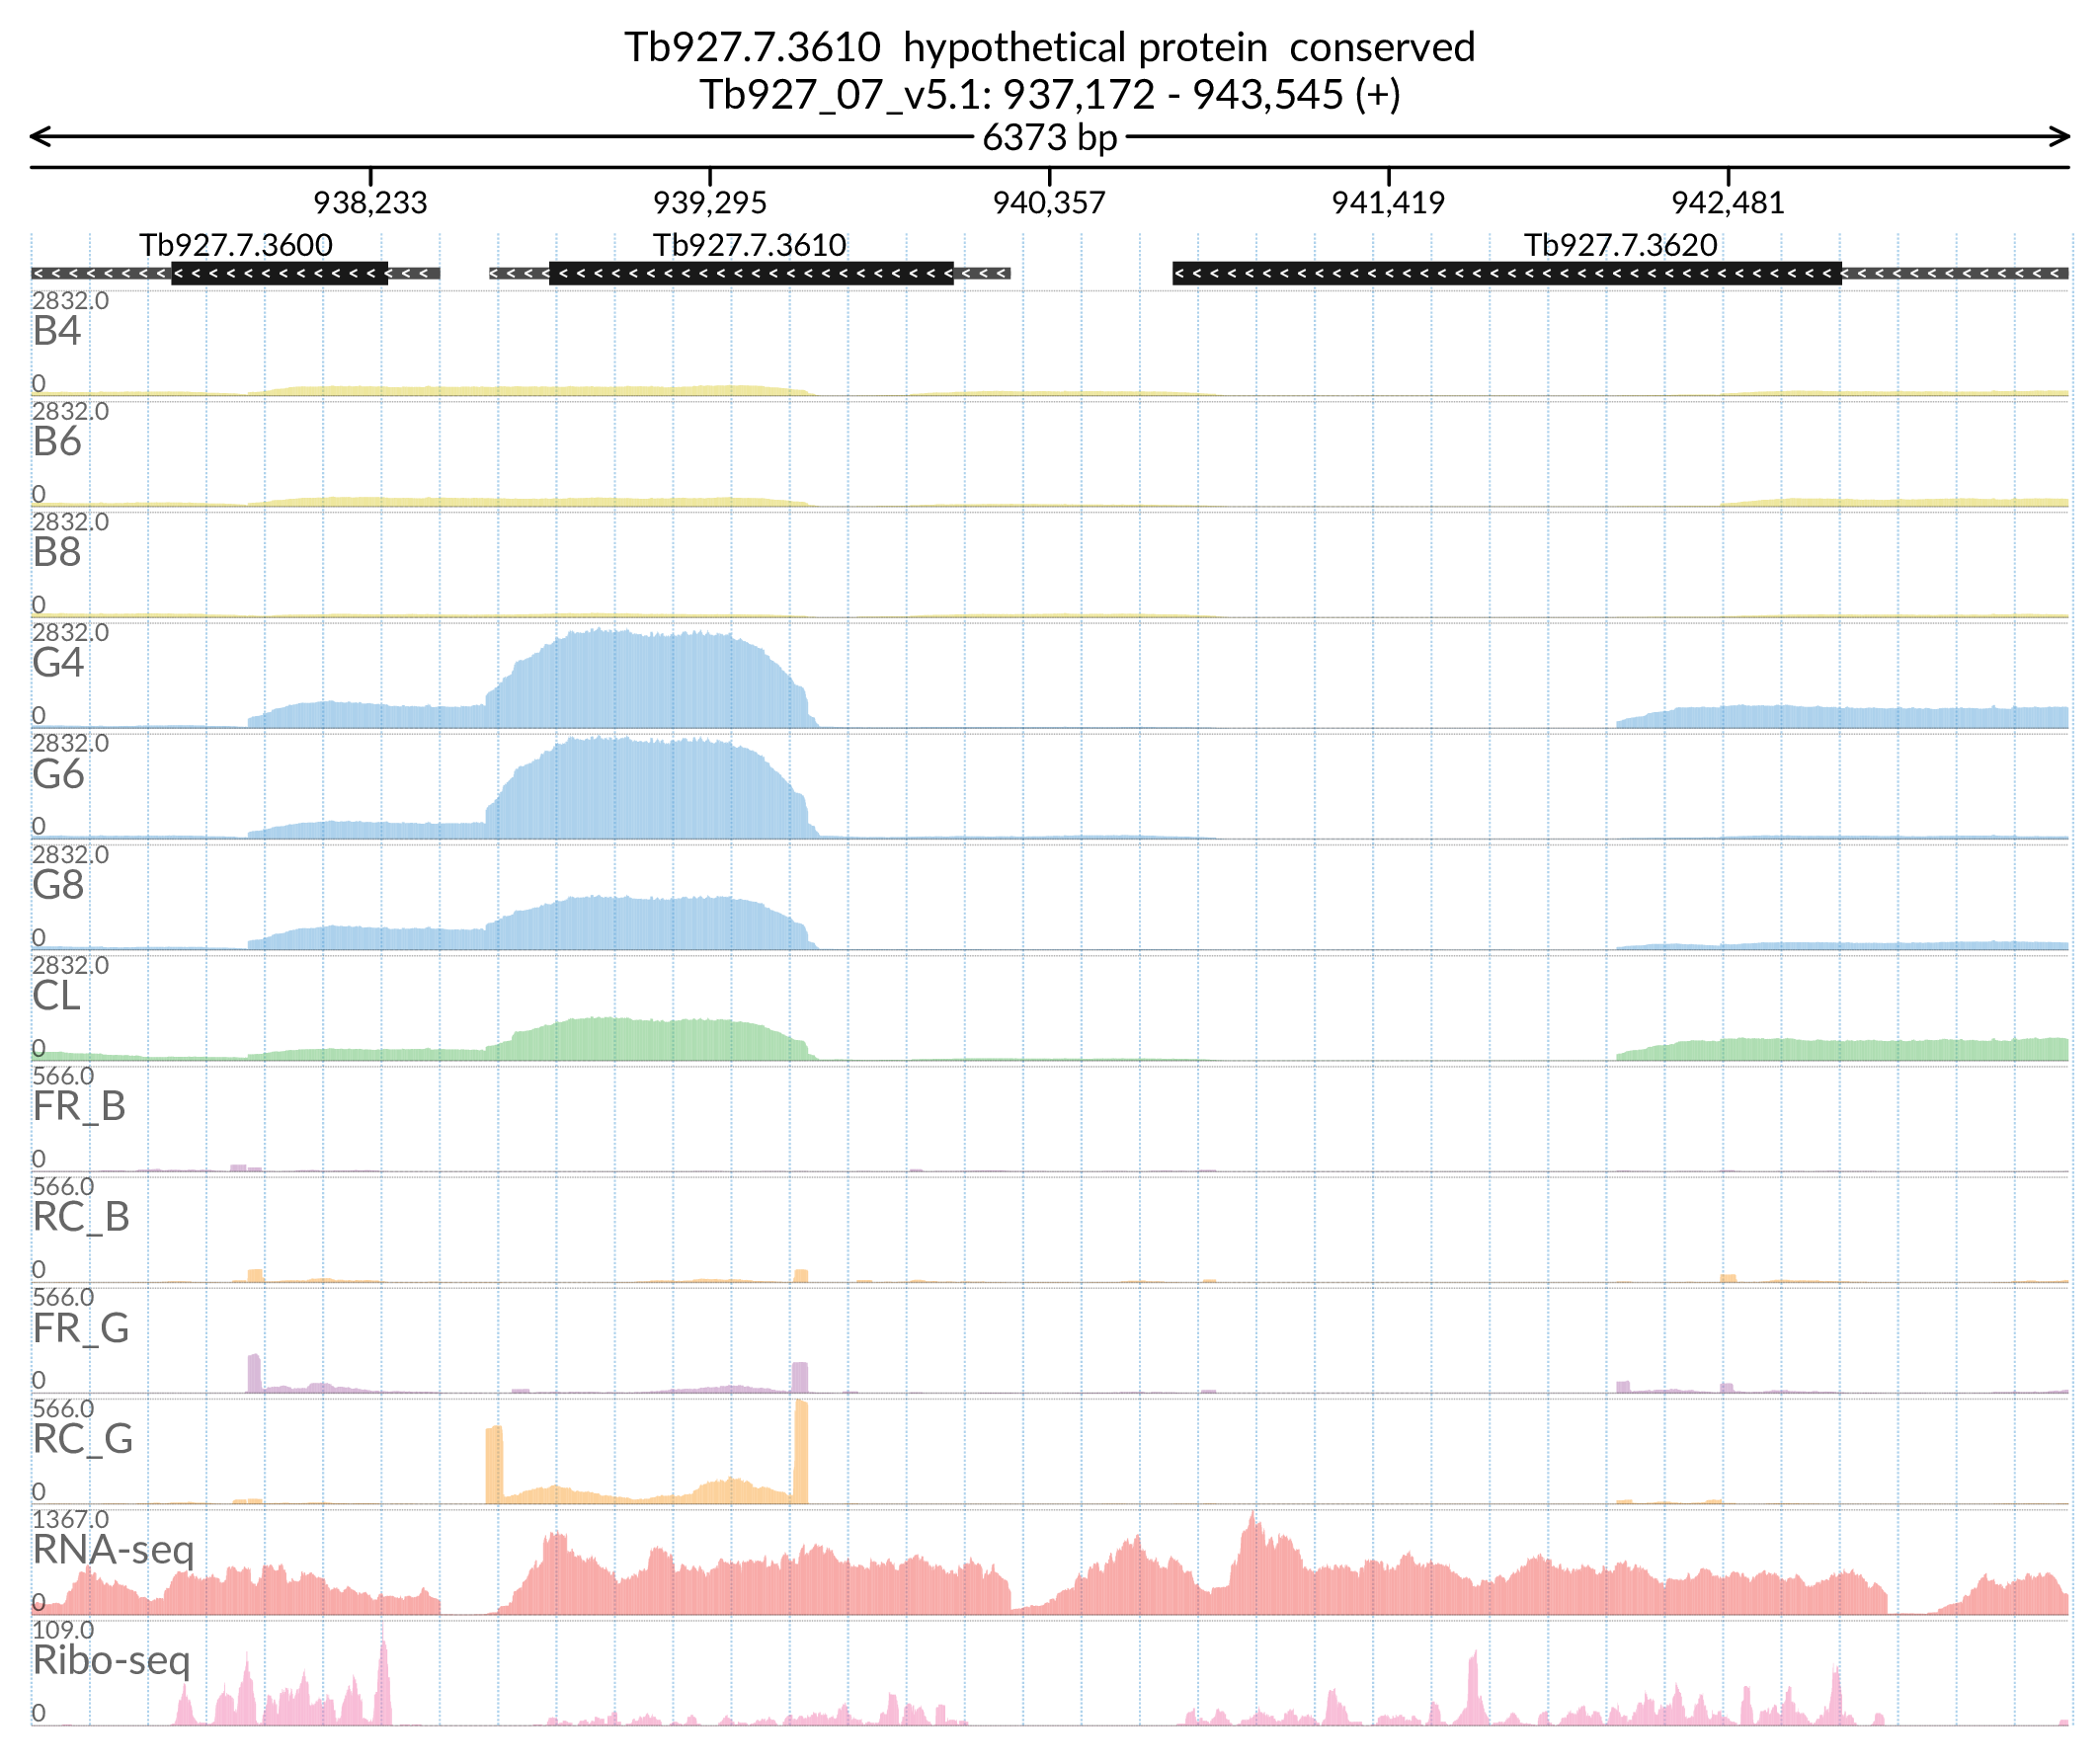 Tb927.7.3610 hypothetical protein conserved
Tb927_07_v5.1: 937,172 - 943,545 (+)
6373 bp
938,233 939,295 940,357 941,419 942,481
Tb927.7.3600 Tb927.7.3610 Tb927.7.3620
2832.0
B4
0
2832.0
B6
0
2832.0
B8
0
2832.0
G4
0
2832.0
G6
0
2832.0
G8
0
2832.0
CL
0
566.0
FR_B
0
566.0
RC_B
0
566.0
FR_G
0
566.0
RC_G
0
1367.0
RNA-seq
0
109.0
Ribo-seq
0